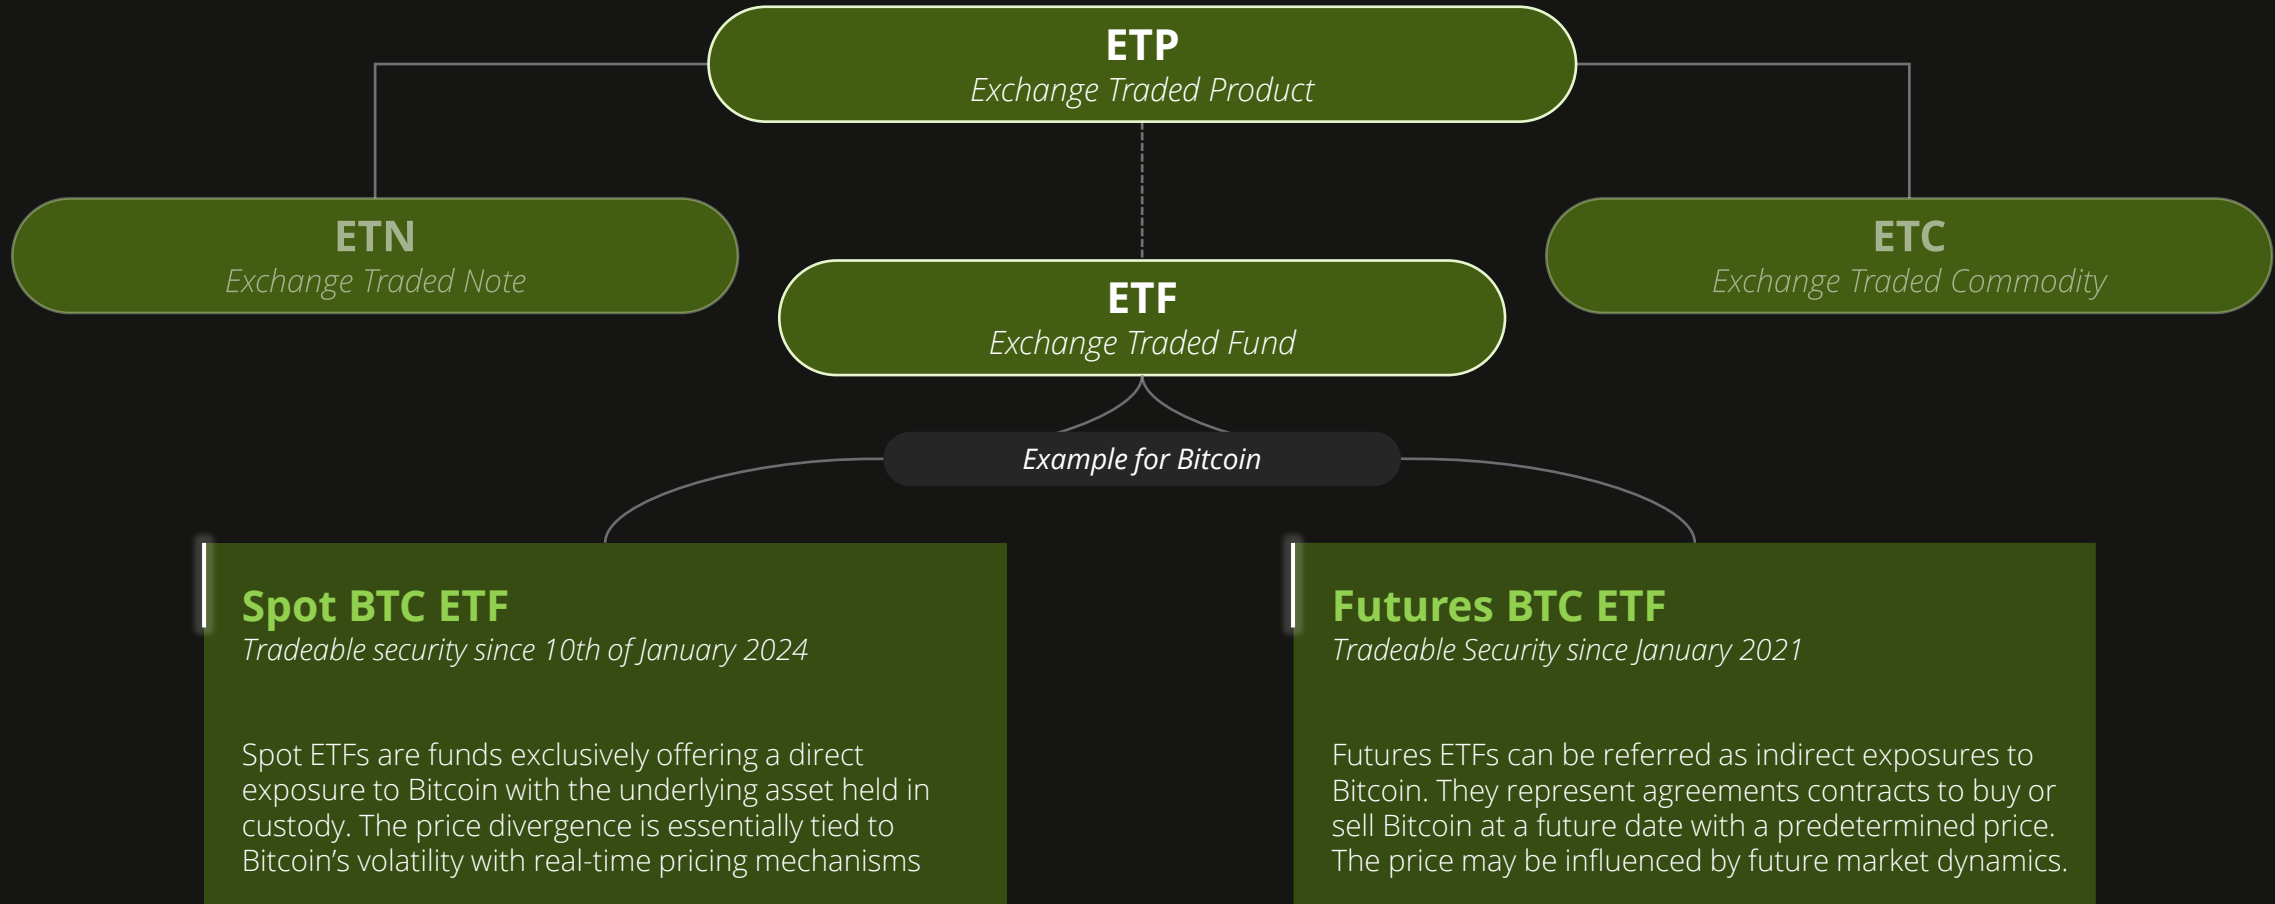 ETP
Exchange Traded Product
ETN
Exchange Traded Note
ETC
Exchange Traded Commodity
ETF
Exchange Traded Fund
Example for Bitcoin
Spot BTC ETF
Tradeable security since 10th of January 2024
Spot ETFs are funds exclusively offering a direct
exposure to Bitcoin with the underlying asset held in
custody. The price divergence is essentially tied to
Bitcoin’s volatility with real-time pricing mechanisms
Futures BTC ETF
Tradeable Security since January 2021
Futures ETFs can be referred as indirect exposures to
Bitcoin. They represent agreements contracts to buy or
sell Bitcoin at a future date with a predetermined price.
The price may be influenced by future market dynamics.